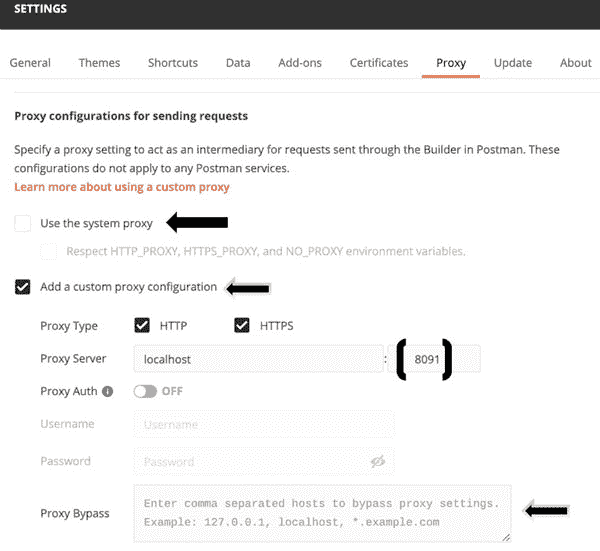 SETTINGS
General Themes Shortcuts Data Add-ons Certificates Proxy Update About
Proxy configurations for sending requests
Specify a proxy setting to act as an intermediary for requests sent through the Builder in Postman. These
configurations do not apply to any Postman services.
Learn more about using a custom proxy
Use the system proxy
Respect HTTP_PROXY, HTTPS_PROXY, and NO_PROXY environment variables.
Add a custom proxy configuration
Proxy Type HTTP HTTPS
Proxy Server localhost : 8091
Proxy Auth OFF
Username Username
Password Password
Proxy Bypass Enter comma separated hosts to bypass proxy settings.
Example: 127.0.0.1, localhost, *.example.com